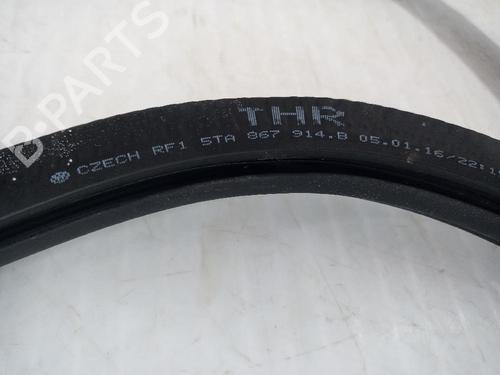 B-PARTS
THR
CZECH RF1 5TA 867 914.B 05.01.16/22:1